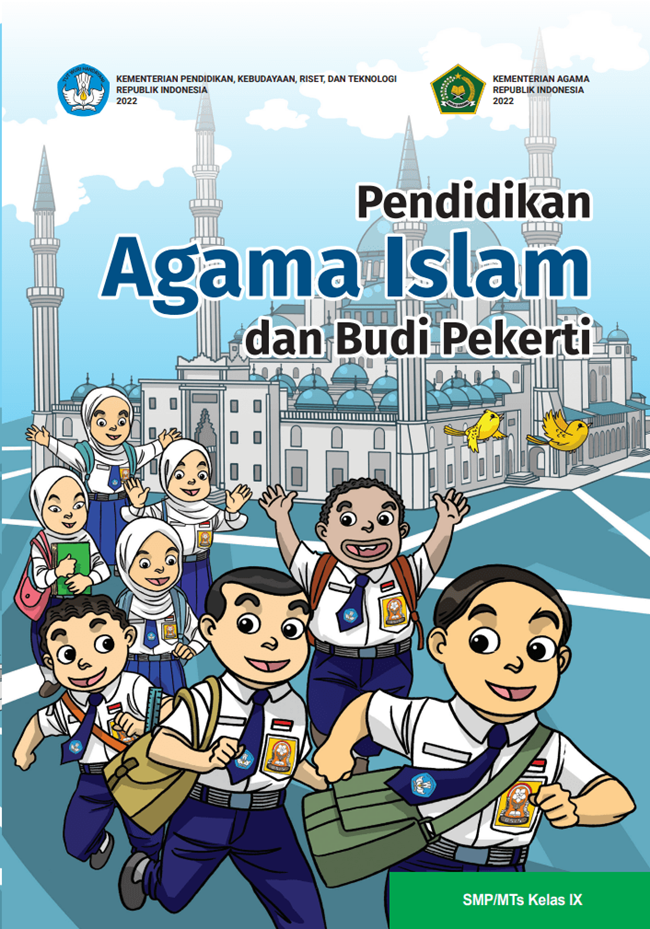 KEMENTERIAN PENDIDIKAN, KEBUDAYAAN, RISET, DAN TEKNOLOGI
REPUBLIK INDONESIA
2022
KEMENTERIAN AGAMA
REPUBLIK INDONESIA
2022
Pendidikan
Agama Islam
dan Budi Pekerti
SMP/MTs Kelas IX